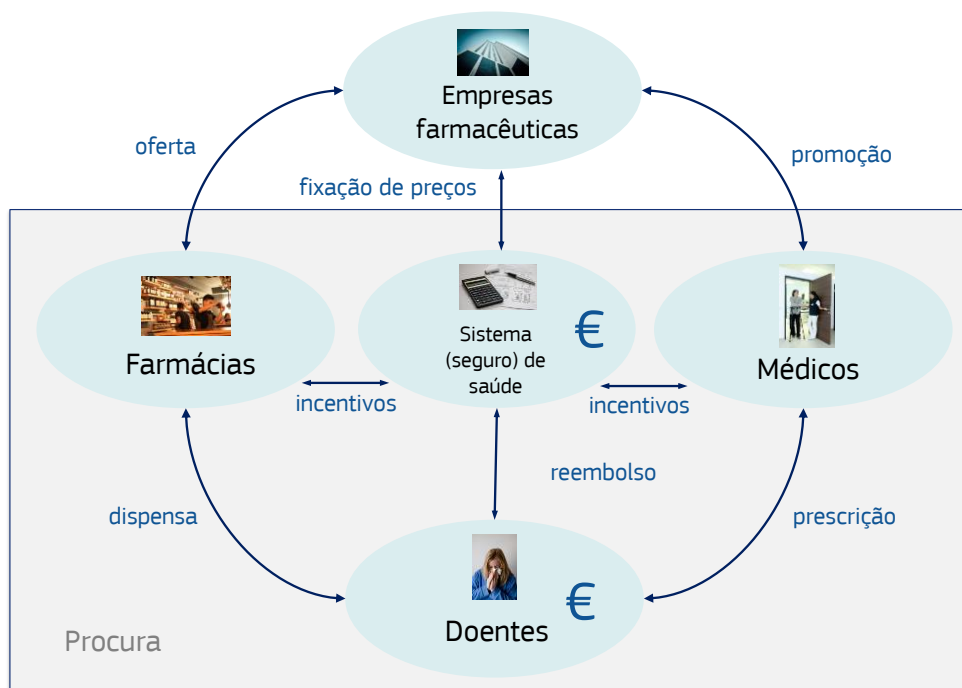 Empresas
farmacêuticas
oferta
promoção
fixação de preços
Farmácias
Sistema
(seguro) de
saúde
€
Médicos
incentivos
incentivos
reembolso
dispensa
prescrição
€
Doentes
Procura